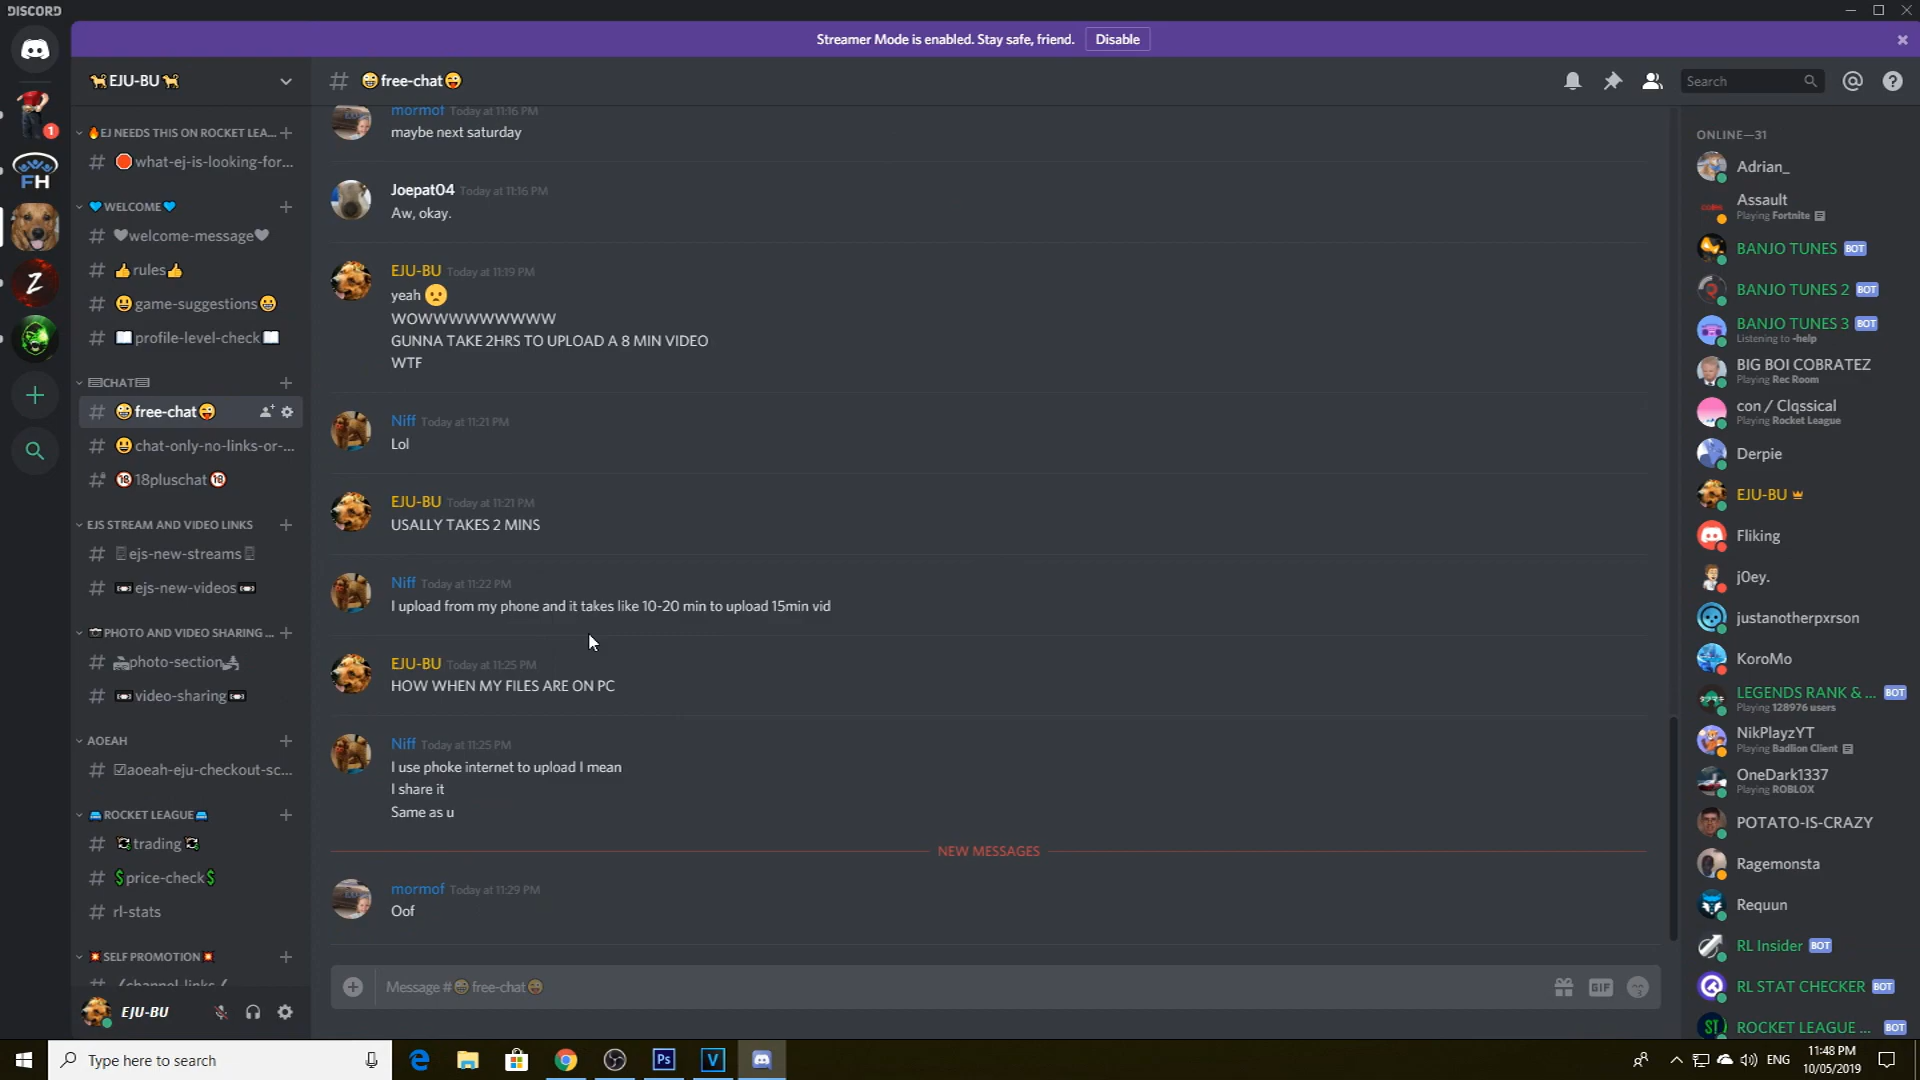 DISCORD
Streamer Mode is enabled. Stay safe, friend. Disable
EJU-BU
free-chat
Search
EJ NEEDS THIS ON ROCKET LEA...
what-ej-is-looking-for...
WELCOME
welcome-message
rules
game-suggestions
profile-level-check
CHAT
free-chat
chat-only-no-links-or-...
18pluschat
EJS STREAM AND VIDEO LINKS
ejs-new-streams
ejs-new-videos
PHOTO AND VIDEO SHARING ...
photo-section
video-sharing
AOEAH
aoeah-eju-checkout-sc...
ROCKET LEAGUE
trading
$price-check$
rl-stats
SELF PROMOTION
EJU-BU
1
FH
Z
mormof Today at 11:16 PM
maybe next saturday
Joepat04 Today at 11:16 PM
Aw, okay.
EJU-BU Today at 11:19 PM
yeah
WOWWWWWWWWW
GUNNA TAKE 2HRS TO UPLOAD A 8 MIN VIDEO
WTF
Niff Today at 11:21 PM
Lol
EJU-BU Today at 11:21 PM
USALLY TAKES 2 MINS
Niff Today at 11:22 PM
I upload from my phone and it takes like 10-20 min to upload 15min vid
EJU-BU Today at 11:25 PM
HOW WHEN MY FILES ARE ON PC
Niff Today at 11:25 PM
I use phoke internet to upload I mean
I share it
Same as u
NEW MESSAGES
mormof Today at 11:29 PM
Oof
Message # free-chat
GIF
ONLINE—31
Adrian_
Assault
Playing Fortnite
BANJO TUNES BOT
BANJO TUNES 2 BOT
BANJO TUNES 3 BOT
Listening to -help
BIG BOI COBRATEZ
Playing Rec Room
con / Clqssical
Playing Rocket League
Derpie
EJU-BU
Fliking
j0ey.
justanotherpxrson
KoroMo
LEGENDS RANK & ... BOT
Playing 128976 users
NikPlayzYT
Playing Badlion Client
OneDark1337
Playing ROBLOX
POTATO-IS-CRAZY
Ragemonsta
Requun
RL Insider BOT
RL STAT CHECKER BOT
ROCKET LEAGUE ... BOT
Type here to search
Ps
V
ENG
11:48 PM
10/05/2019